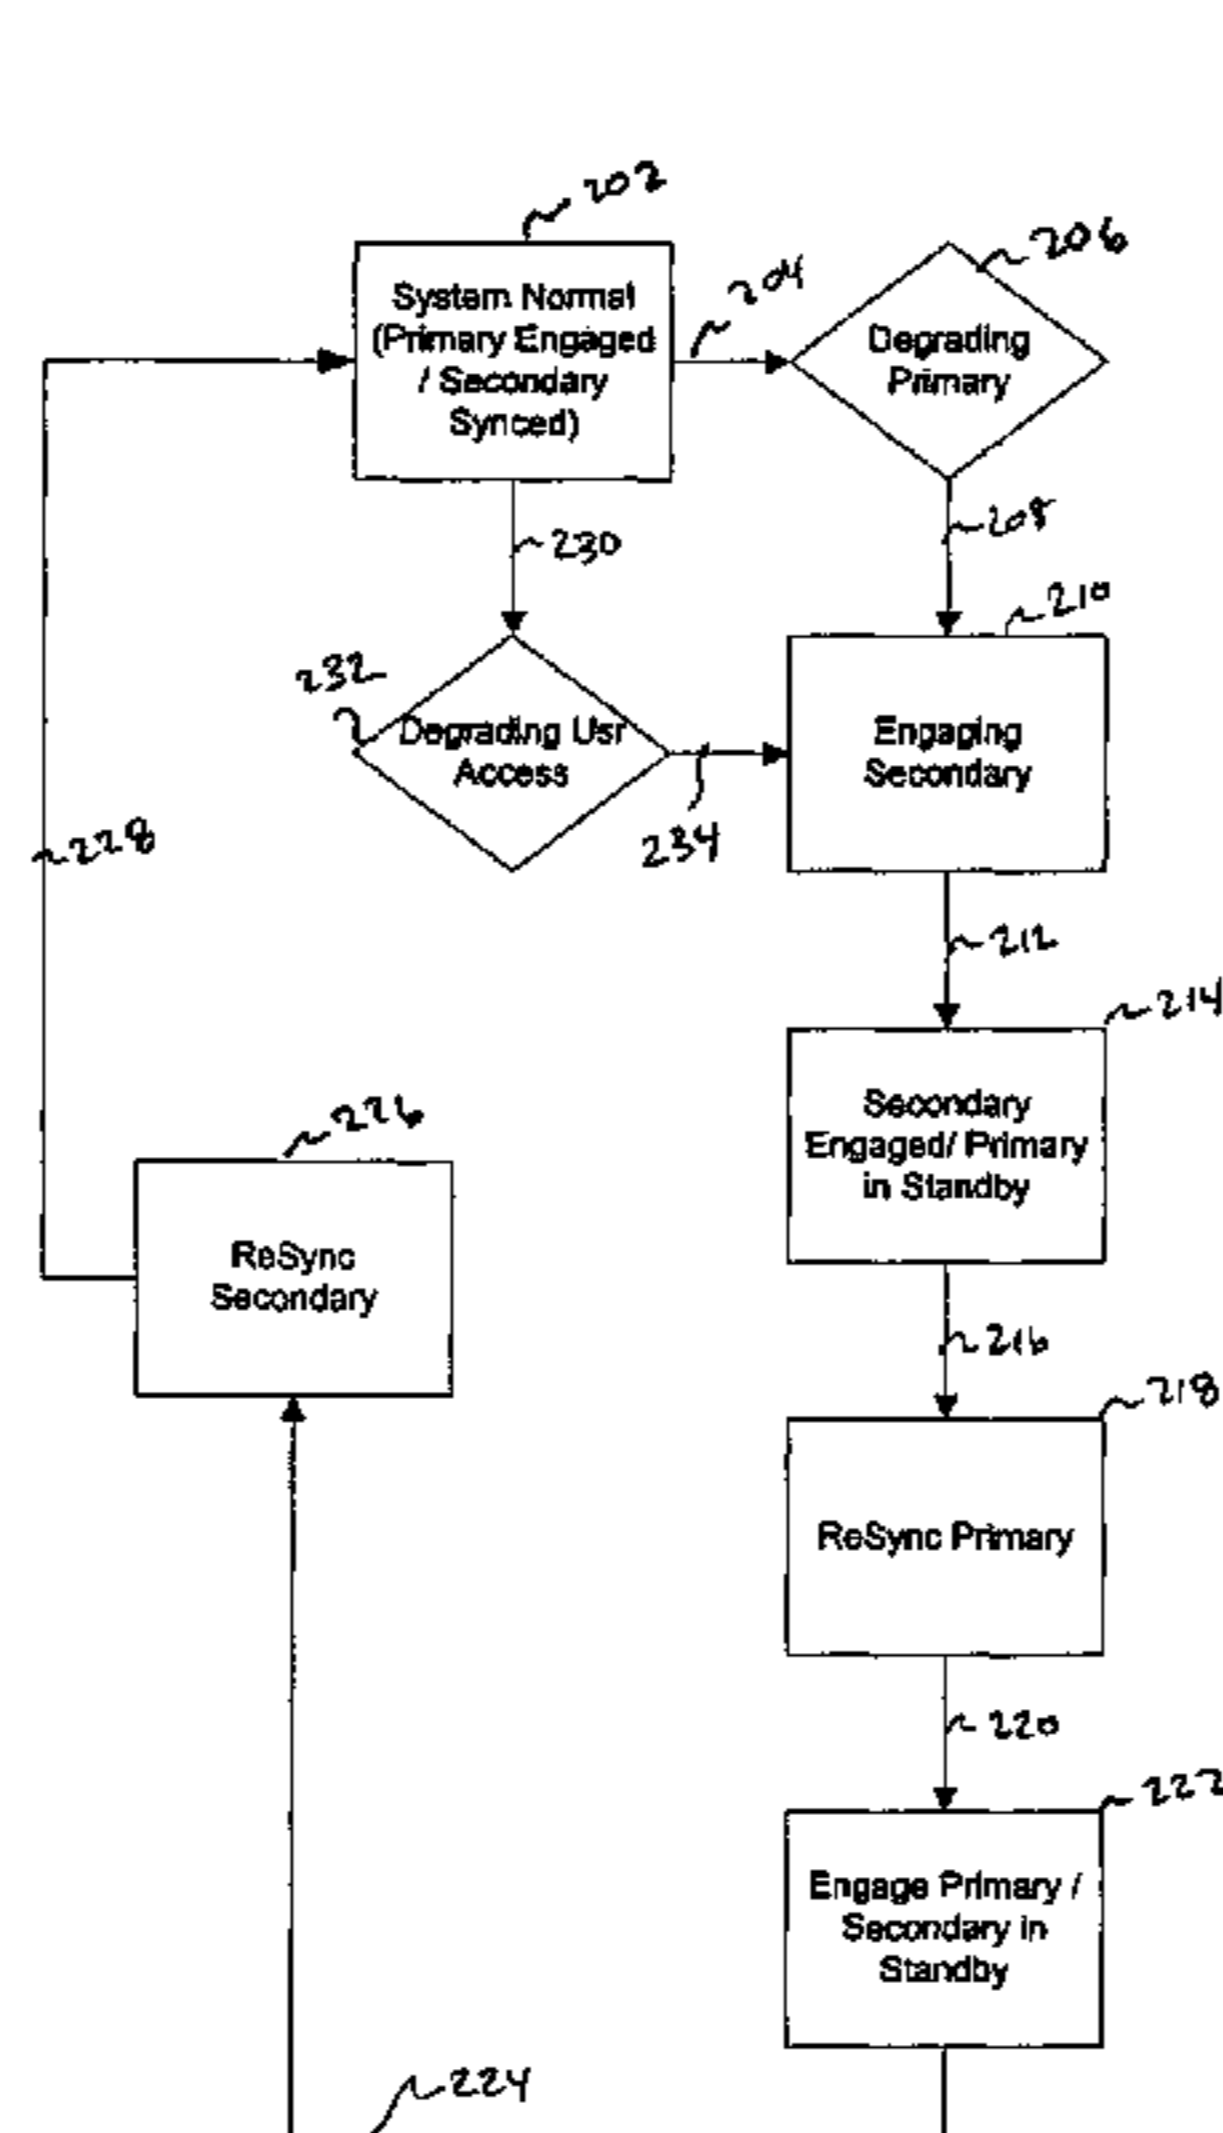 202
System Normal
(Primary Engaged
/ Secondary
Synced)
204
206
Degrading
Primary
208
230
210
232
Degrading Usr
Access
234
Engaging
Secondary
228
212
214
Secondary
Engaged/ Primary
in Standby
226
ReSync
Secondary
216
218
ReSync Primary
220
222
Engage Primary /
Secondary in
Standby
224